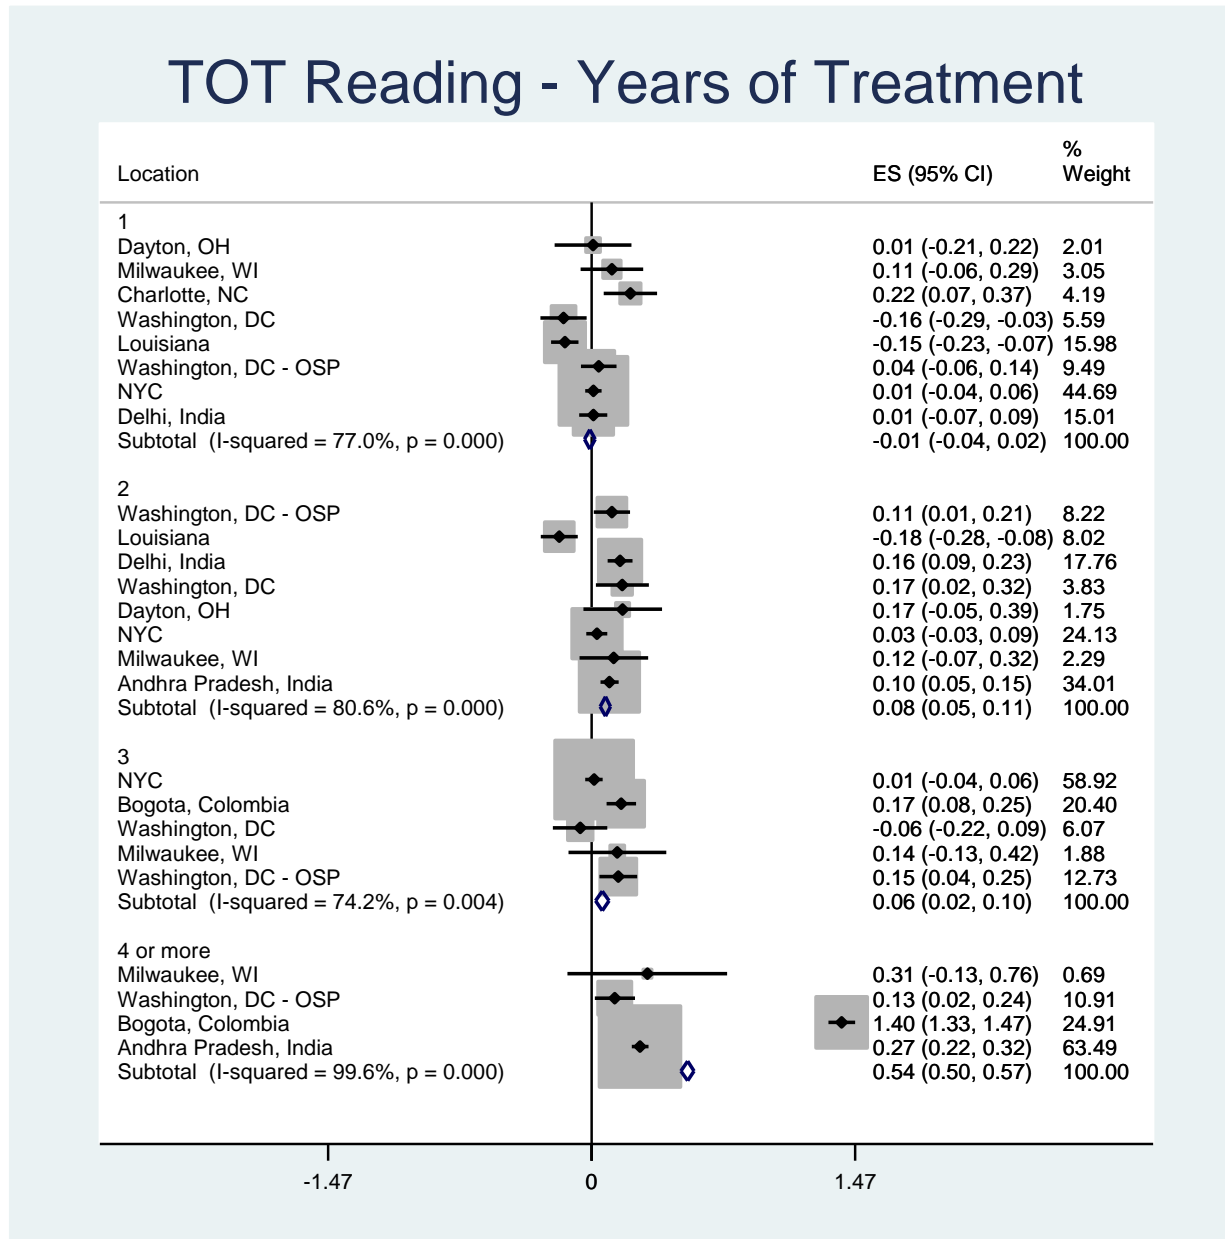 TOT Reading - Years of Treatment
%
Location ES (95% CI) Weight
1
Dayton, OH 0.01 (-0.21, 0.22) 2.01
Milwaukee, WI 0.11 (-0.06, 0.29) 3.05
Charlotte, NC 0.22 (0.07, 0.37) 4.19
Washington, DC -0.16 (-0.29, -0.03) 5.59
Louisiana -0.15 (-0.23, -0.07) 15.98
Washington, DC - OSP 0.04 (-0.06, 0.14) 9.49
NYC 0.01 (-0.04, 0.06) 44.69
Delhi, India 0.01 (-0.07, 0.09) 15.01
Subtotal (I-squared = 77.0%, p = 0.000) -0.01 (-0.04, 0.02) 100.00
2
Washington, DC - OSP 0.11 (0.01, 0.21) 8.22
Louisiana -0.18 (-0.28, -0.08) 8.02
Delhi, India 0.16 (0.09, 0.23) 17.76
Washington, DC 0.17 (0.02, 0.32) 3.83
Dayton, OH 0.17 (-0.05, 0.39) 1.75
NYC 0.03 (-0.03, 0.09) 24.13
Milwaukee, WI 0.12 (-0.07, 0.32) 2.29
Andhra Pradesh, India 0.10 (0.05, 0.15) 34.01
Subtotal (I-squared = 80.6%, p = 0.000) 0.08 (0.05, 0.11) 100.00
3
NYC 0.01 (-0.04, 0.06) 58.92
Bogota, Colombia 0.17 (0.08, 0.25) 20.40
Washington, DC -0.06 (-0.22, 0.09) 6.07
Milwaukee, WI 0.14 (-0.13, 0.42) 1.88
Washington, DC - OSP 0.15 (0.04, 0.25) 12.73
Subtotal (I-squared = 74.2%, p = 0.004) 0.06 (0.02, 0.10) 100.00
4 or more
Milwaukee, WI 0.31 (-0.13, 0.76) 0.69
Washington, DC - OSP 0.13 (0.02, 0.24) 10.91
Bogota, Colombia 1.40 (1.33, 1.47) 24.91
Andhra Pradesh, India 0.27 (0.22, 0.32) 63.49
Subtotal (I-squared = 99.6%, p = 0.000) 0.54 (0.50, 0.57) 100.00
-1.47 0 1.47